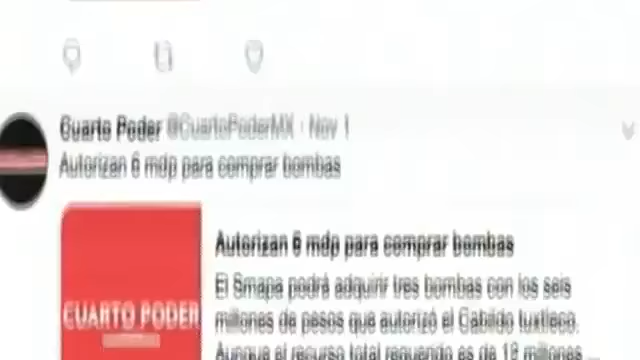 Cuarto Poder @CuartoPoderMX · Nov 1
Autorizan 6 mdp para comprar bombas
Autorizan 6 mdp para comprar bombas
El Smapa podrá adquirir tres bombas con los seis
CUARTO PODER
millones de pesos que autorizó el Cabildo tuxtleco.
Aunque el recurso total requerido es de 18 millones ...